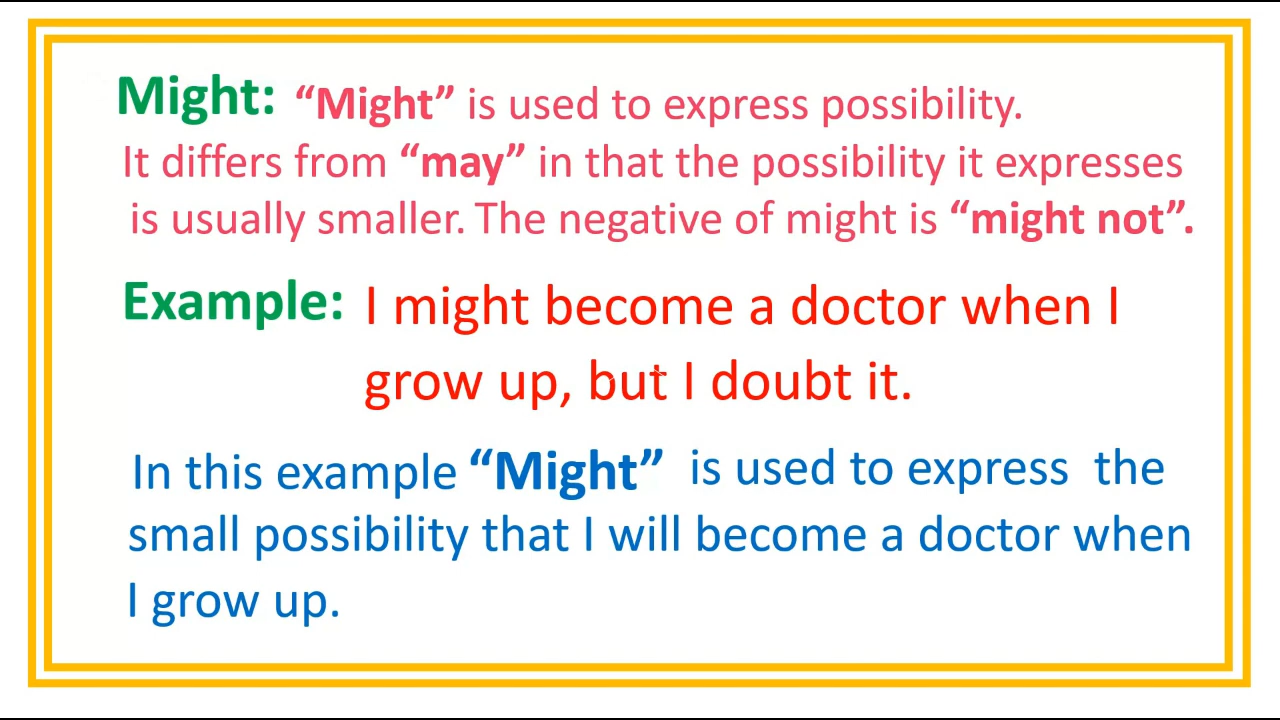 Might: “Might” is used to express possibility.
It differs from “may” in that the possibility it expresses
is usually smaller. The negative of might is “might not”.
Example: I might become a doctor when I
grow up, but I doubt it.
In this example “Might” is used to express the
small possibility that I will become a doctor when
I grow up.